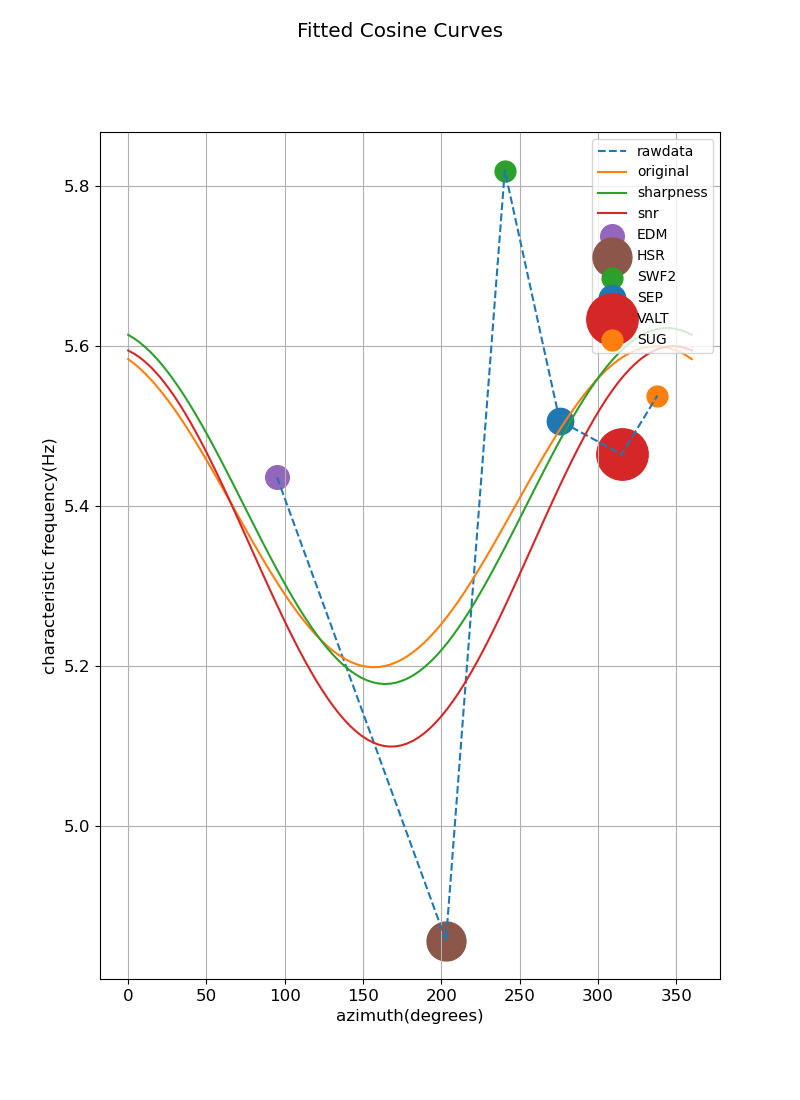 Fitted Cosine Curves
rawdata
original
sharpness
snr
EDM
HSR
SWF2
SEP
VALT
SUG
5.8
5.6
5.4
5.2
5.0
characteristic frequency(Hz)
0 50 100 150 200 250 300 350
azimuth(degrees)